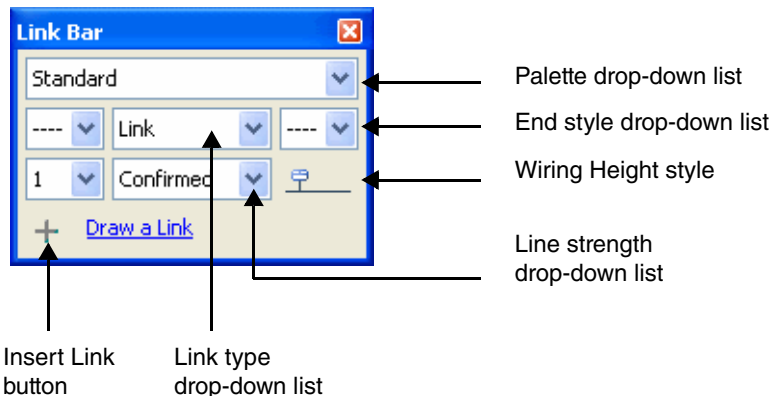 Link Bar
Standard
Palette drop-down list
---- Link ----
End style drop-down list
1 Confirmed
Wiring Height style
Draw a Link
Line strength
drop-down list
Insert Link
button
Link type
drop-down list